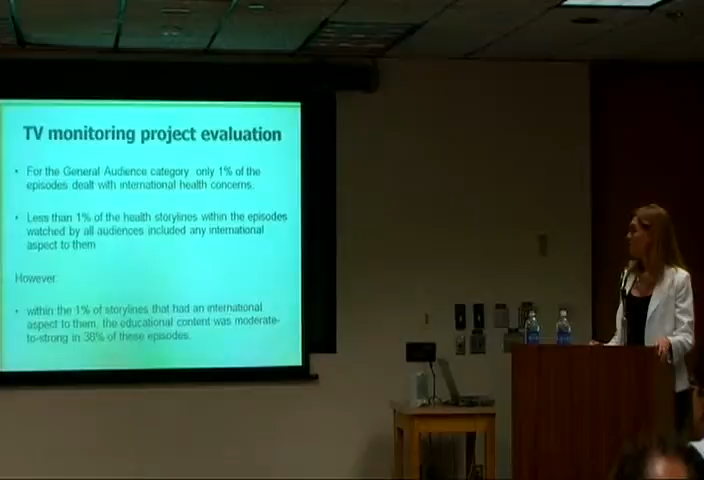 TV monitoring project evaluation
• For the General Audience category only 1% of the
episodes dealt with international health concerns.
• Less than 1% of the health storylines within the episodes
watched by all audiences included any international
aspect to them
However:
• within the 1% of storylines that had an international
aspect to them, the educational content was moderate-
to-strong in 38% of these episodes.